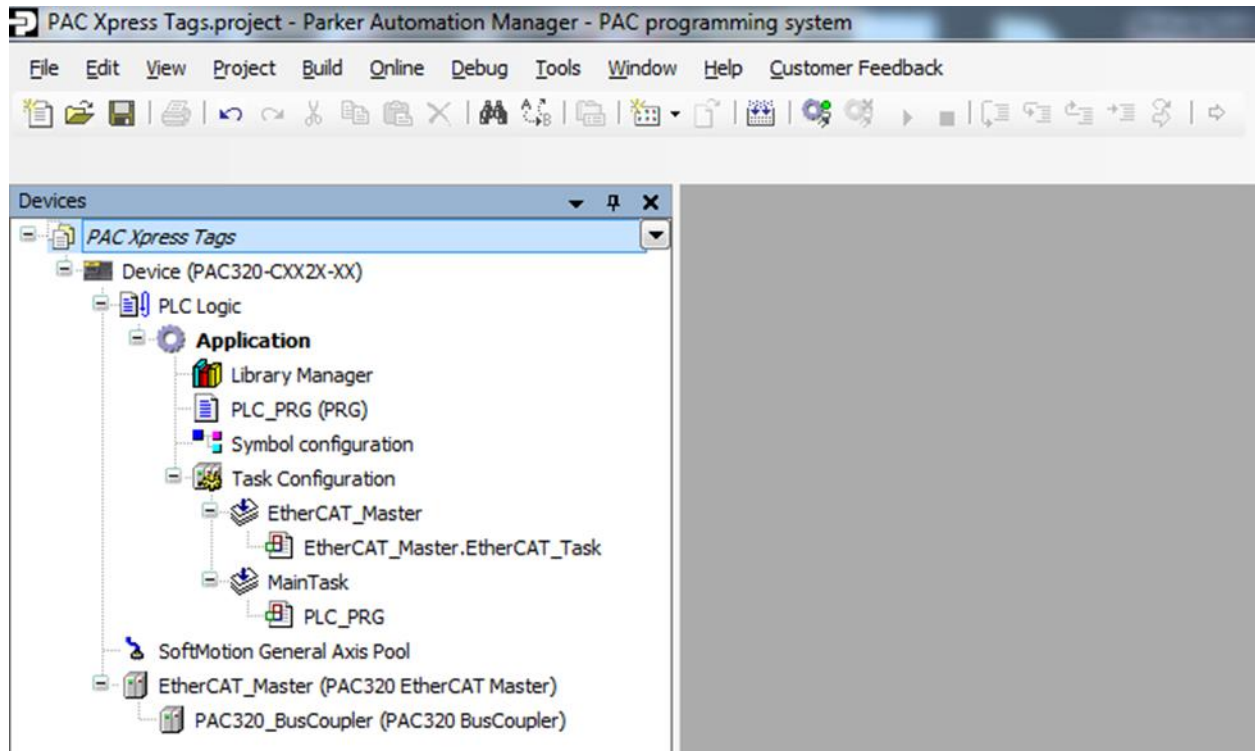 PAC Xpress Tags.project - Parker Automation Manager - PAC programming system
File Edit View Project Build Online Debug Tools Window Help Customer Feedback
Devices
PAC Xpress Tags
Device (PAC320-CXX2X-XX)
PLC Logic
Application
Library Manager
PLC_PRG (PRG)
Symbol configuration
Task Configuration
EtherCAT_Master
EtherCAT_Master.EtherCAT_Task
MainTask
PLC_PRG
SoftMotion General Axis Pool
EtherCAT_Master (PAC320 EtherCAT Master)
PAC320_BusCoupler (PAC320 BusCoupler)